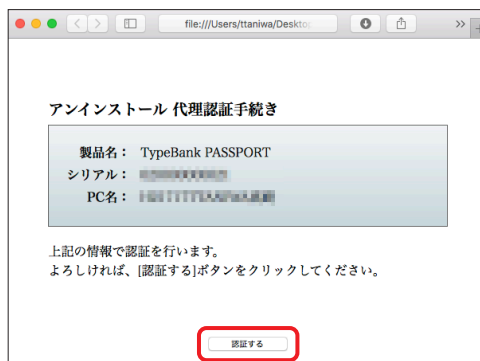 file:///Users/ttaniwa/Deskto
アンインストール 代理認証手続き
製品名： TypeBank PASSPORT
シリアル：
PC名：
上記の情報で認証を行います。
よろしければ、[認証する]ボタンをクリックしてください。
認証する